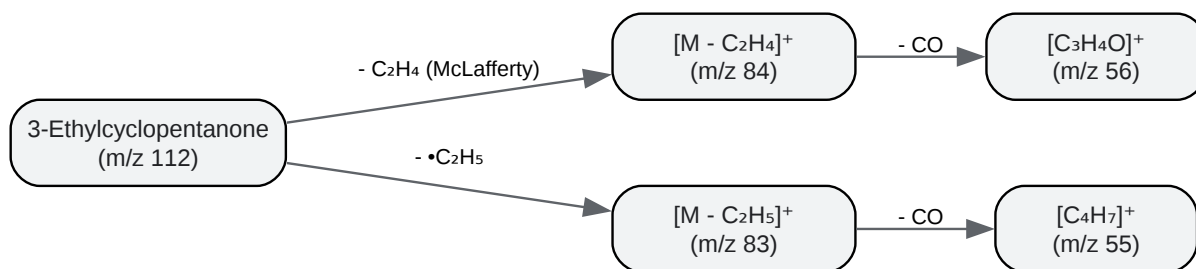 [M - C₂H₄]⁺
(m/z 84)
- CO
[C₃H₄O]⁺
(m/z 56)
- C₂H₄ (McLafferty)
3-Ethylcyclopentanone
(m/z 112)
- •C₂H₅
[M - C₂H₅]⁺
(m/z 83)
- CO
[C₄H₇]⁺
(m/z 55)